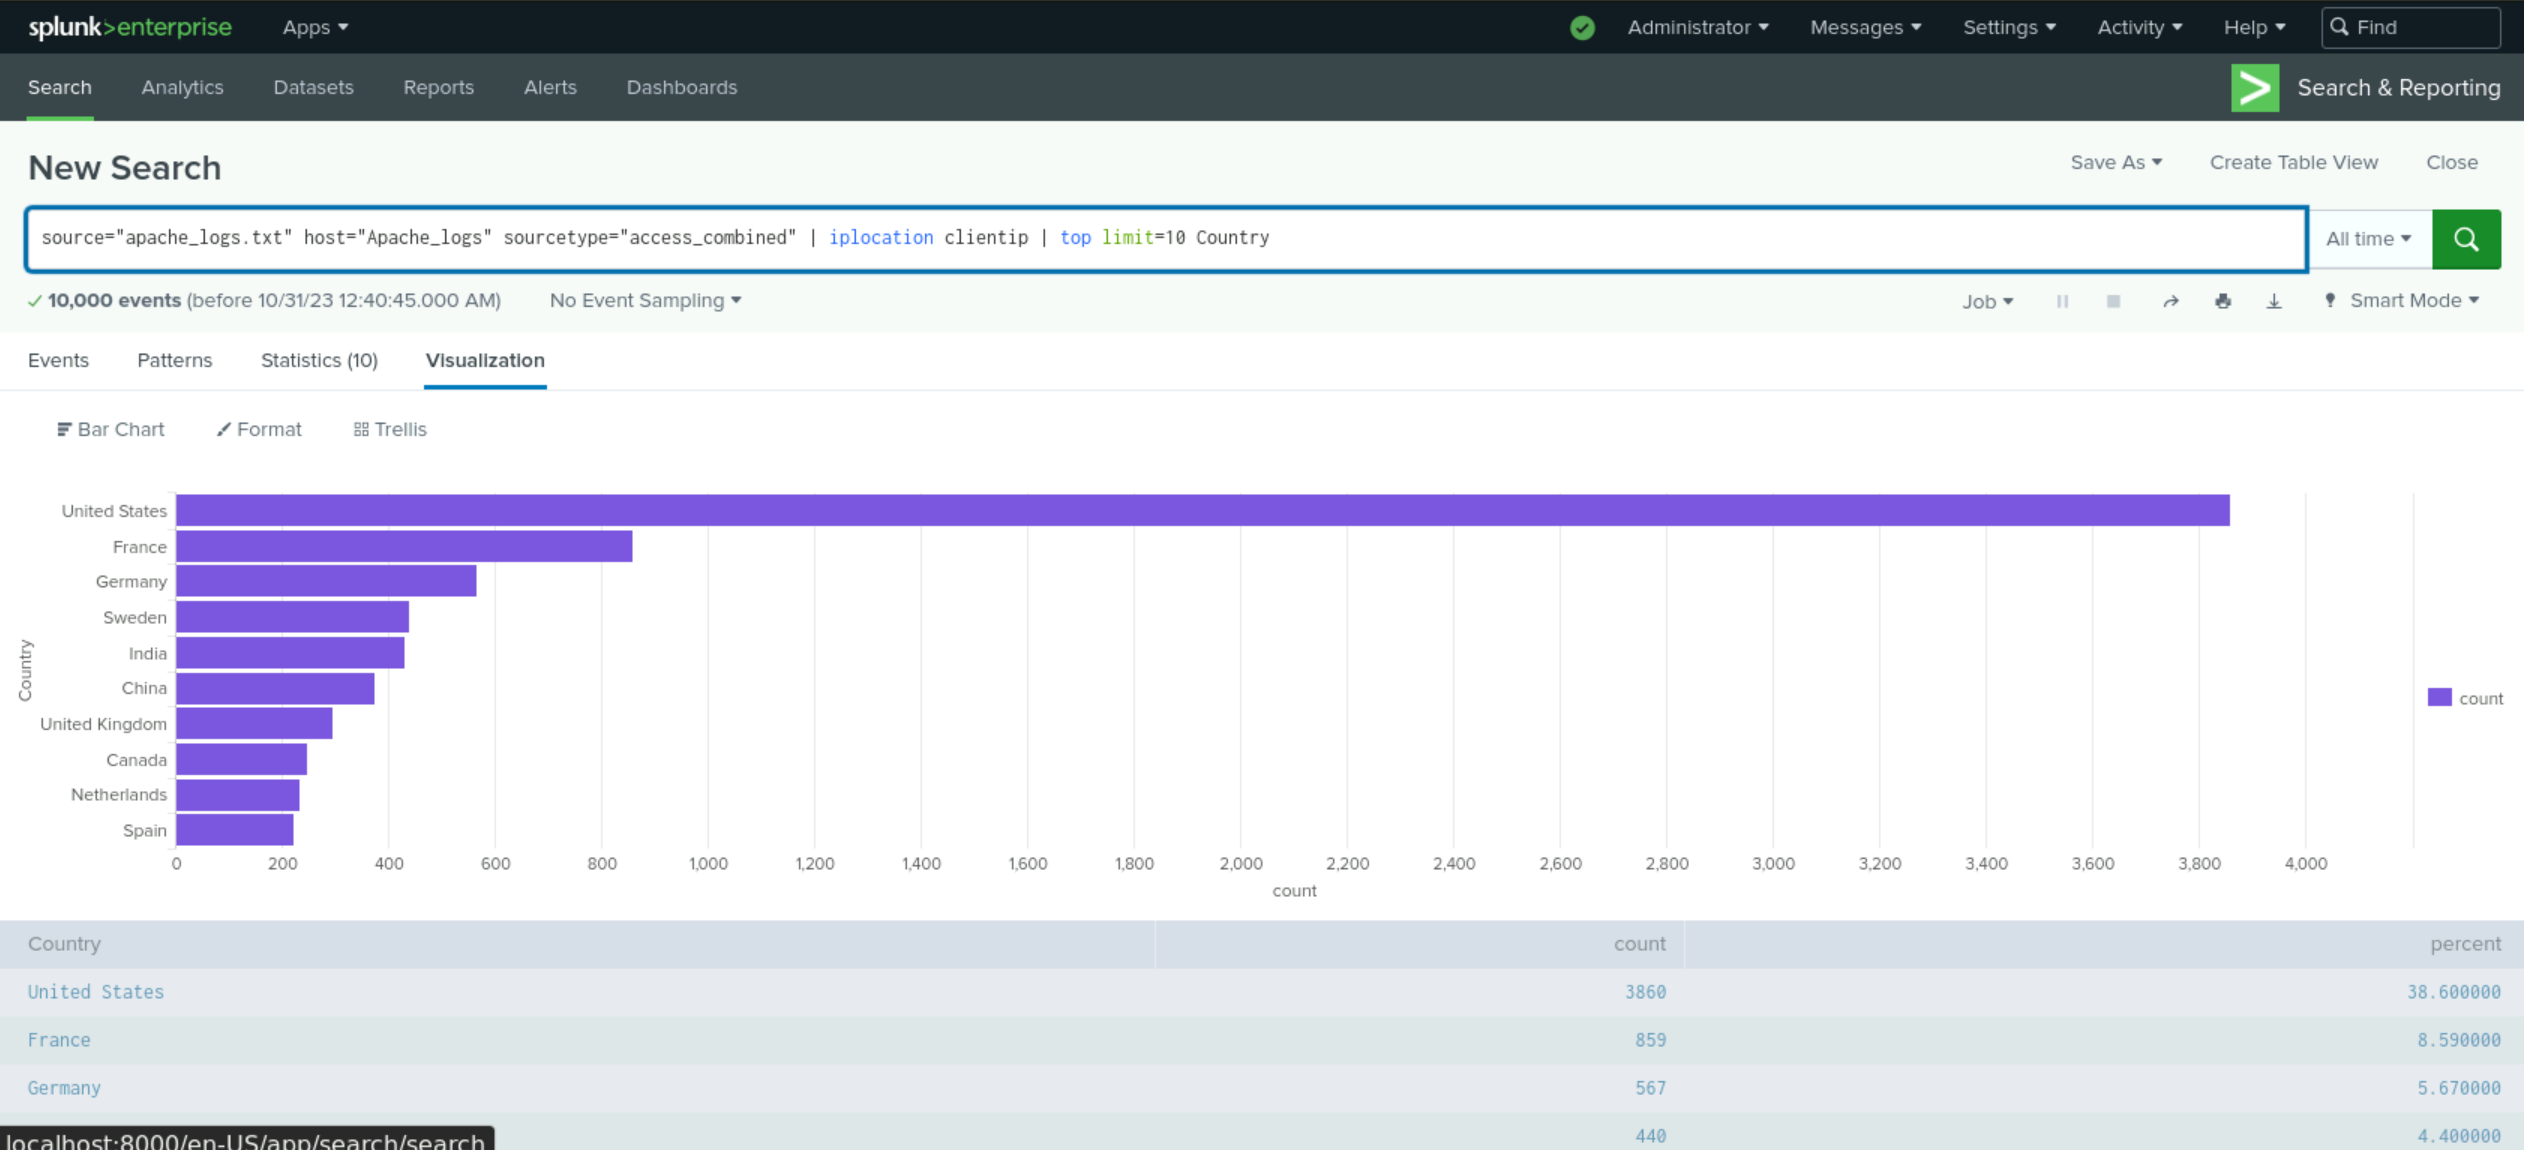 splunk>enterprise Apps Administrator Messages Settings Activity Help Find
Search Analytics Datasets Reports Alerts Dashboards Search & Reporting
New Search Save As Create Table View Close
source="apache_logs.txt" host="Apache_logs" sourcetype="access_combined" | iplocation clientip | top limit=10 Country All time
10,000 events (before 10/31/23 12:40:45.000 AM) No Event Sampling Job Smart Mode
Events Patterns Statistics (10) Visualization
Bar Chart Format Trellis
United States
France
Germany
Sweden
India
China
United Kingdom
Canada
Netherlands
Spain
Country
count
0 200 400 600 800 1,000 1,200 1,400 1,600 1,800 2,000 2,200 2,400 2,600 2,800 3,000 3,200 3,400 3,600 3,800 4,000
count
Country count percent
United States 3860 38.600000
France 859 8.590000
Germany 567 5.670000
440 4.400000
localhost:8000/en-US/app/search/search